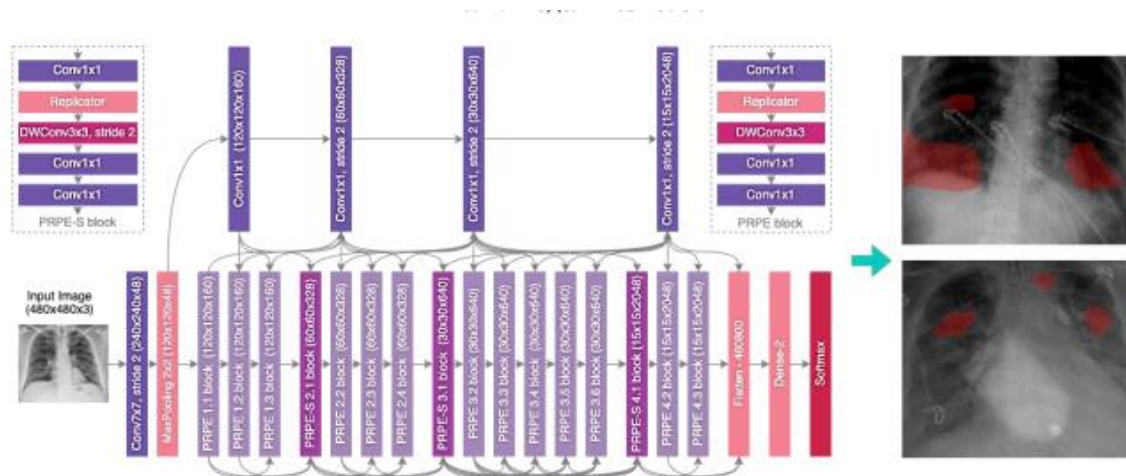 Conv1x1
Replicator
DWConv3x3, stride 2
Conv1x1
Conv1x1
PRPE-S block
Conv1x1 (120x120x160)
Conv1x1, stride 2 (60x60x328)
Conv1x1, stride 2 (30x30x640)
Conv1x1, stride 2 (15x15x2048)
Conv1x1
Replicator
DWConv3x3
Conv1x1
Conv1x1
PRPE block
Input Image
(480x480x3)
Conv7x7, stride 2 (240x240x48)
MaxPooling 2x2 (120x120x48)
PRPE 1.1 block (120x120x160)
PRPE 1.2 block (120x120x160)
PRPE 1.3 block (120x120x160)
PRPE-S 2.1 block (60x60x328)
PRPE 2.2 block (60x60x328)
PRPE 2.3 block (60x60x328)
PRPE 2.4 block (60x60x328)
PRPE-S 3.1 block (30x30x640)
PRPE 3.2 block (30x30x640)
PRPE 3.3 block (30x30x640)
PRPE 3.4 block (30x30x640)
PRPE 3.5 block (30x30x640)
PRPE 3.6 block (30x30x640)
PRPE-S 4.1 block (15x15x2048)
PRPE 4.2 block (15x15x2048)
PRPE 4.3 block (15x15x2048)
Flatten - 460800
Dense-2
Softmax